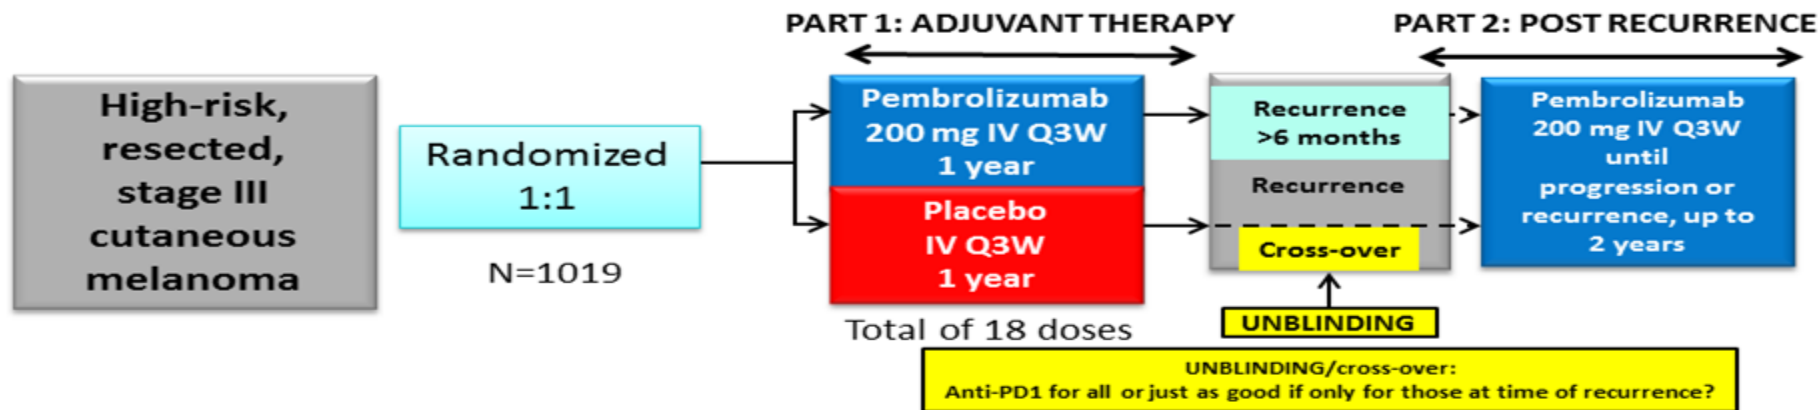 PART 1: ADJUVANT THERAPY
PART 2: POST RECURRENCE
High-risk,
resected,
stage III
cutaneous
melanoma
Randomized
1:1
N=1019
Pembrolizumab
200 mg IV Q3W
1 year
Placebo
IV Q3W
1 year
Total of 18 doses
Recurrence
>6 months
Recurrence
Cross-over
UNBLINDING
Pembrolizumab
200 mg IV Q3W
until
progression or
recurrence, up to
2 years
UNBLINDING/cross-over:
Anti-PD1 for all or just as good if only for those at time of recurrence?